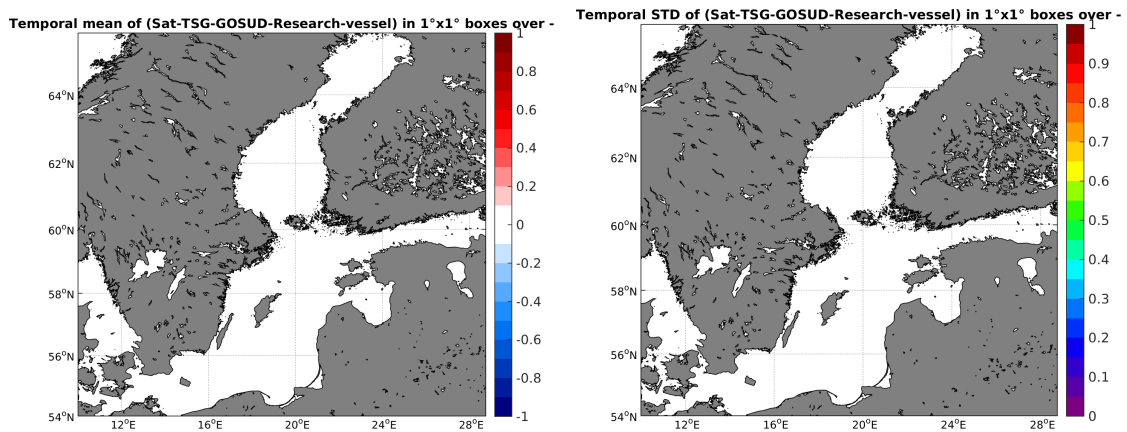 Temporal mean of (Sat-TSG-GOSUD-Research-vessel) in 1°x1° boxes over -
64°N
62°N
60°N
58°N
56°N
54°N
12°E
16°E
20°E
24°E
28°E
1
0.8
0.6
0.4
0.2
0
-0.2
-0.4
-0.6
-0.8
-1
Temporal STD of (Sat-TSG-GOSUD-Research-vessel) in 1°x1° boxes over -
64°N
62°N
60°N
58°N
56°N
54°N
12°E
16°E
20°E
24°E
28°E
1
0.9
0.8
0.7
0.6
0.5
0.4
0.3
0.2
0.1
0